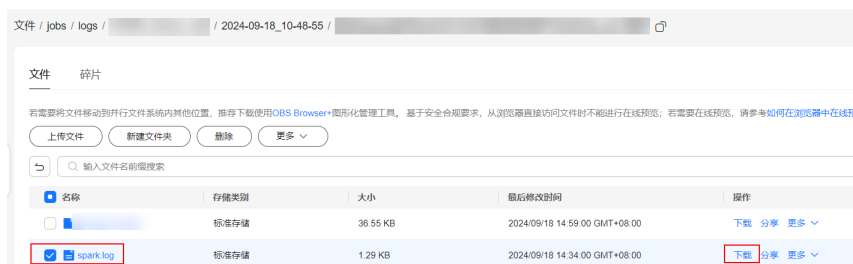 文件 / jobs / logs / / 2024-09-18_10-48-55 /
文件 碎片
若需要将文件移动到并行文件系统内其他位置，推荐下载使用OBS Browser+图形化管理工具。 基于安全合规要求，从浏览器直接访问文件时不能进行在线预览；若需要在线预览，请参考如何在浏览器中在线预
上传文件 新建文件夹 删除 更多
输入文件名前缀搜索
名称 存储类别 大小 最后修改时间 操作
标准存储 36.55 KB 2024/09/18 14:59:00 GMT+08:00 下载 分享 更多
spark.log 标准存储 1.29 KB 2024/09/18 14:34:00 GMT+08:00 下载 分享 更多